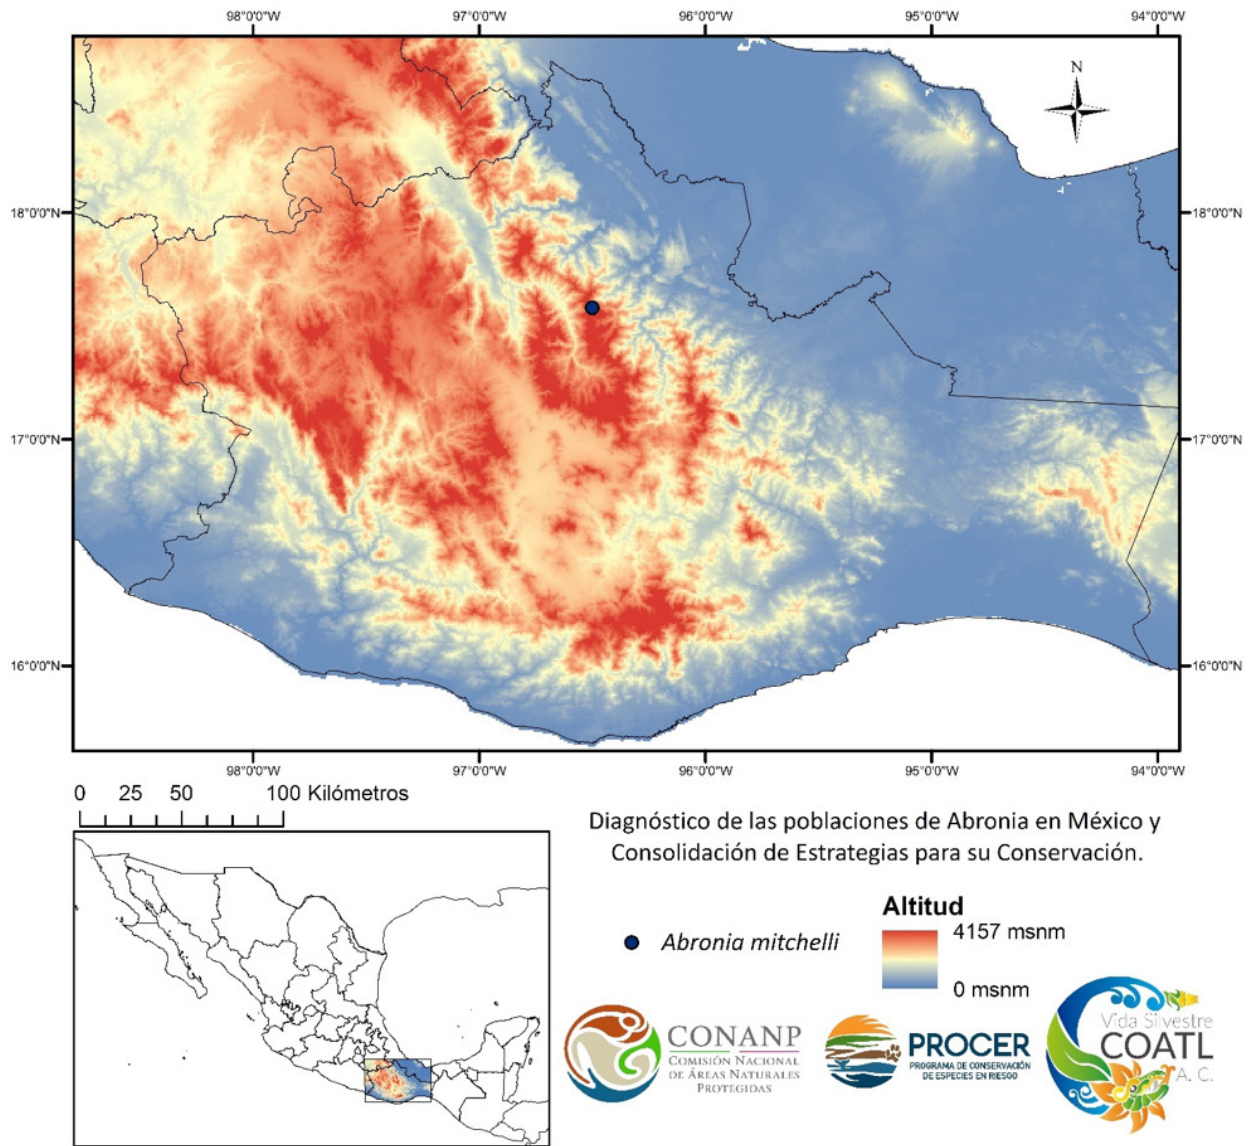 98°0'0"W 97°0'0"W 96°0'0"W 95°0'0"W 94°0'0"W
N
18°0'0"N 18°0'0"N
17°0'0"N 17°0'0"N
16°0'0"N 16°0'0"N
98°0'0"W 97°0'0"W 96°0'0"W 95°0'0"W 94°0'0"W
0 25 50 100 Kilómetros
Diagnóstico de las poblaciones de Abronia en México y
Consolidación de Estrategias para su Conservación.
Abronia mitchelli
Altitud
4157 msnm
0 msnm
CONANP
COMISIÓN NACIONAL
DE ÁREAS NATURALES
PROTEGIDAS
PROCER
PROGRAMA DE CONSERVACIÓN
DE ESPECIES EN RIESGO
Vida Silvestre
COATL
A. C.